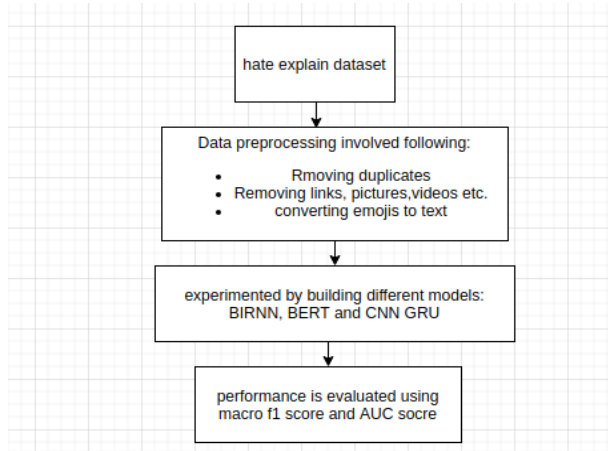 hate explain dataset
Data preprocessing involved following:
• Rmoving duplicates
• Removing links, pictures,videos etc.
• converting emojis to text
experimented by building different models:
BIRNN, BERT and CNN GRU
performance is evaluated using
macro f1 score and AUC socre